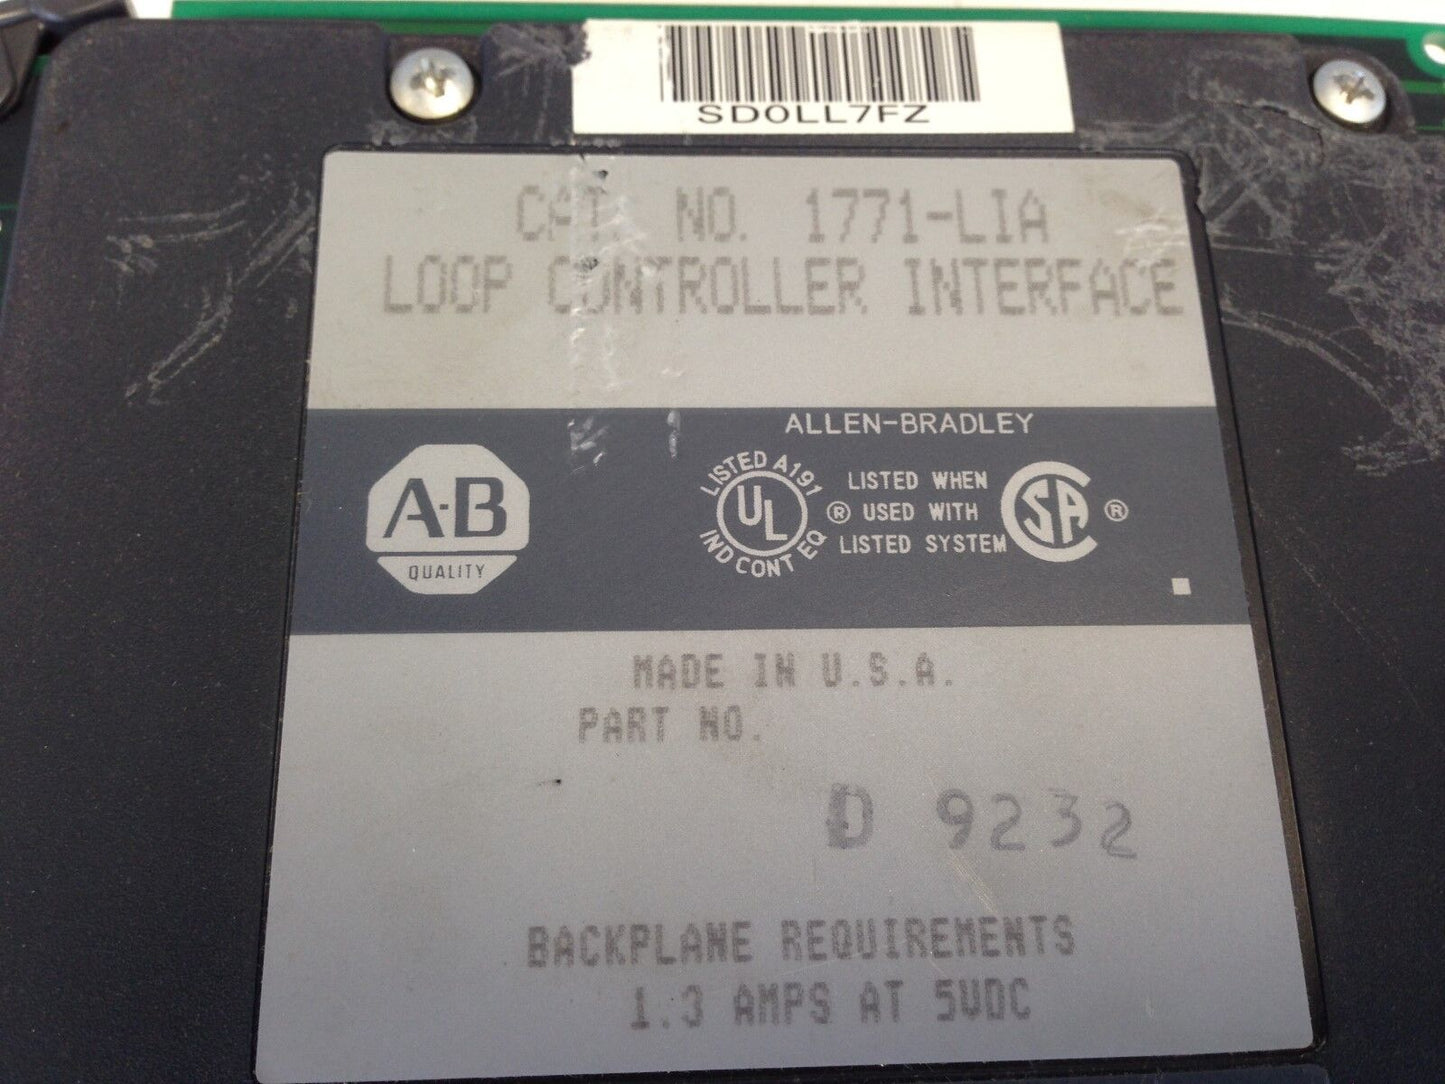 SD0LL7FZ
CAT. NO. 1771-LIA
LOOP CONTROLLER INTERFACE
ALLEN-BRADLEY
A-B
QUALITY
LISTED A191
UL
IND CONT EQ
®
LISTED WHEN
USED WITH
LISTED SYSTEM
SA ®
MADE IN U.S.A.
PART NO.
D 9232
BACKPLANE REQUIREMENTS
1.3 AMPS AT 5VDC